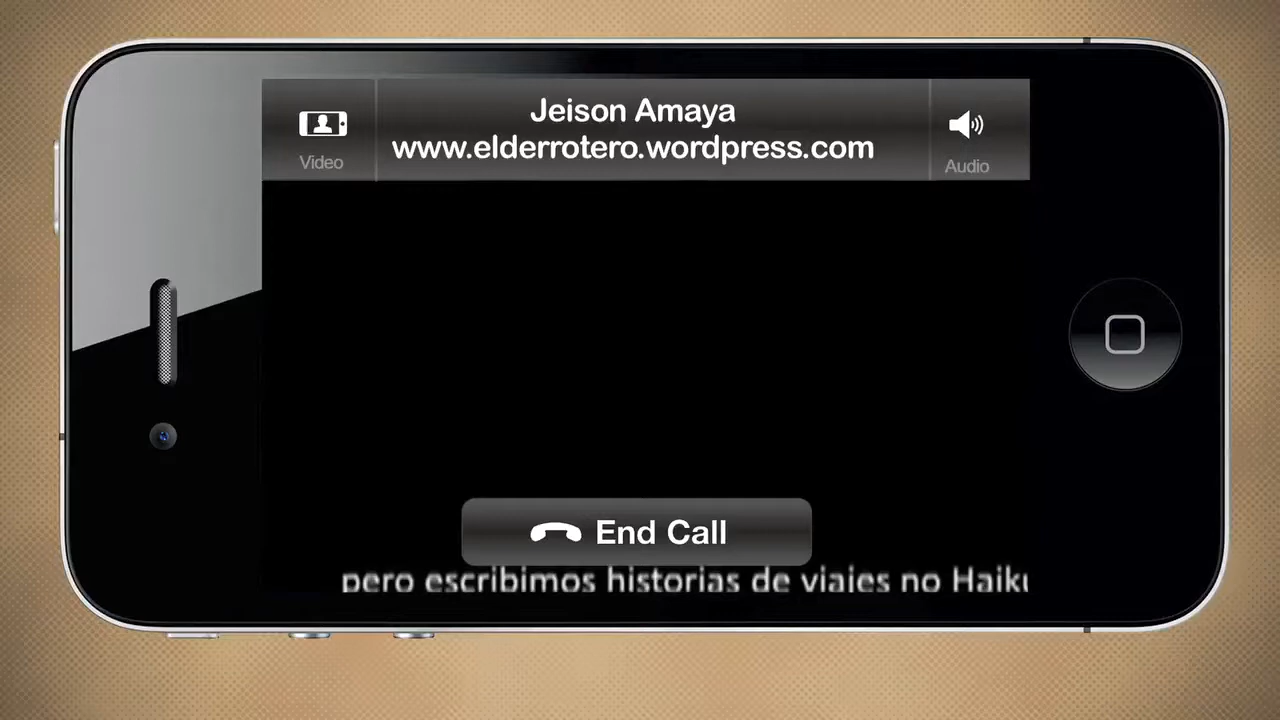 Jeison Amaya
www.elderrotero.wordpress.com
Video
Audio
End Call
pero escribimos historias de viajes no